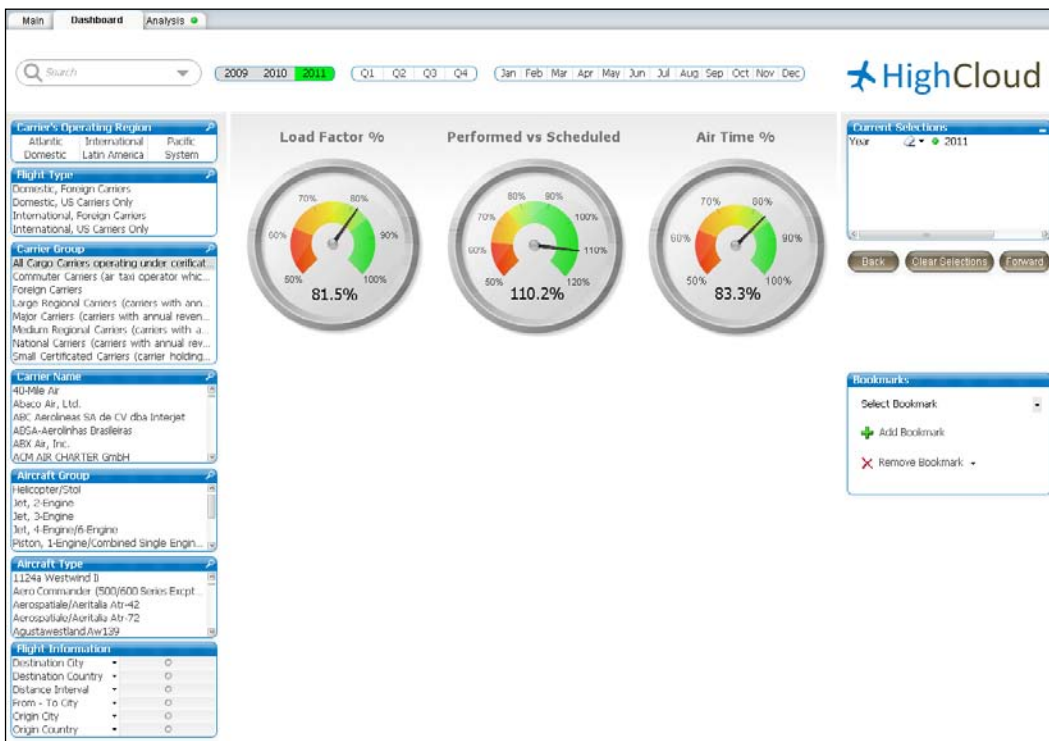 Main Dashboard Analysis
Search
2009 2010 2011 Q1 Q2 Q3 Q4 Jan Feb Mar Apr May Jun Jul Aug Sep Oct Nov Dec
HighCloud
Carrier's Operating Region
Atlantic International Pacific
Domestic Latin America System
Flight Type
Domestic, Foreign Carriers
Domestic, US Carriers Only
International, Foreign Carriers
International, US Carriers Only
Carrier Group
All Cargo Carriers operating under cerificat...
Commuter Carriers (air taxi operator whic...
Foreign Carriers
Large Regional Carriers (carriers with ann...
Major Carriers (carriers with annual reven...
Medium Regional Carriers (carriers with a...
National Carriers (carriers with annual rev...
Small Certificated Carriers (carrier holding...
Carrier Name
40-Mile Air
Abaco Air, Ltd.
ABC Aerolineas SA de CV dba Interjet
ABSA-Aerolinhas Brasileiras
ABX Air, Inc.
ACM AIR CHARTER GmbH
Aircraft Group
Helicopter/Stol
Jet, 2-Engine
Jet, 3-Engine
Jet, 4-Engine/6-Engine
Piston, 1-Engine/Combined Single Engin...
Aircraft Type
1124a Westwind II
Aero Commander (500/600 Series Excpt...
Aerospatiale/Aeritalia Atr-42
Aerospatiale/Aeritalia Atr-72
Agustawestland Aw139
Flight Information
Destination City
Destination Country
Distance Interval
From - To City
Origin City
Origin Country
Load Factor %
50% 60% 70% 80% 90% 100%
81.5%
Performed vs Scheduled
50% 60% 70% 80% 90% 100% 110% 120%
110.2%
Air Time %
50% 60% 70% 80% 90% 100%
83.3%
Current Selections
Year 2011
Back Clear Selections Forward
Bookmarks
Select Bookmark
Add Bookmark
Remove Bookmark